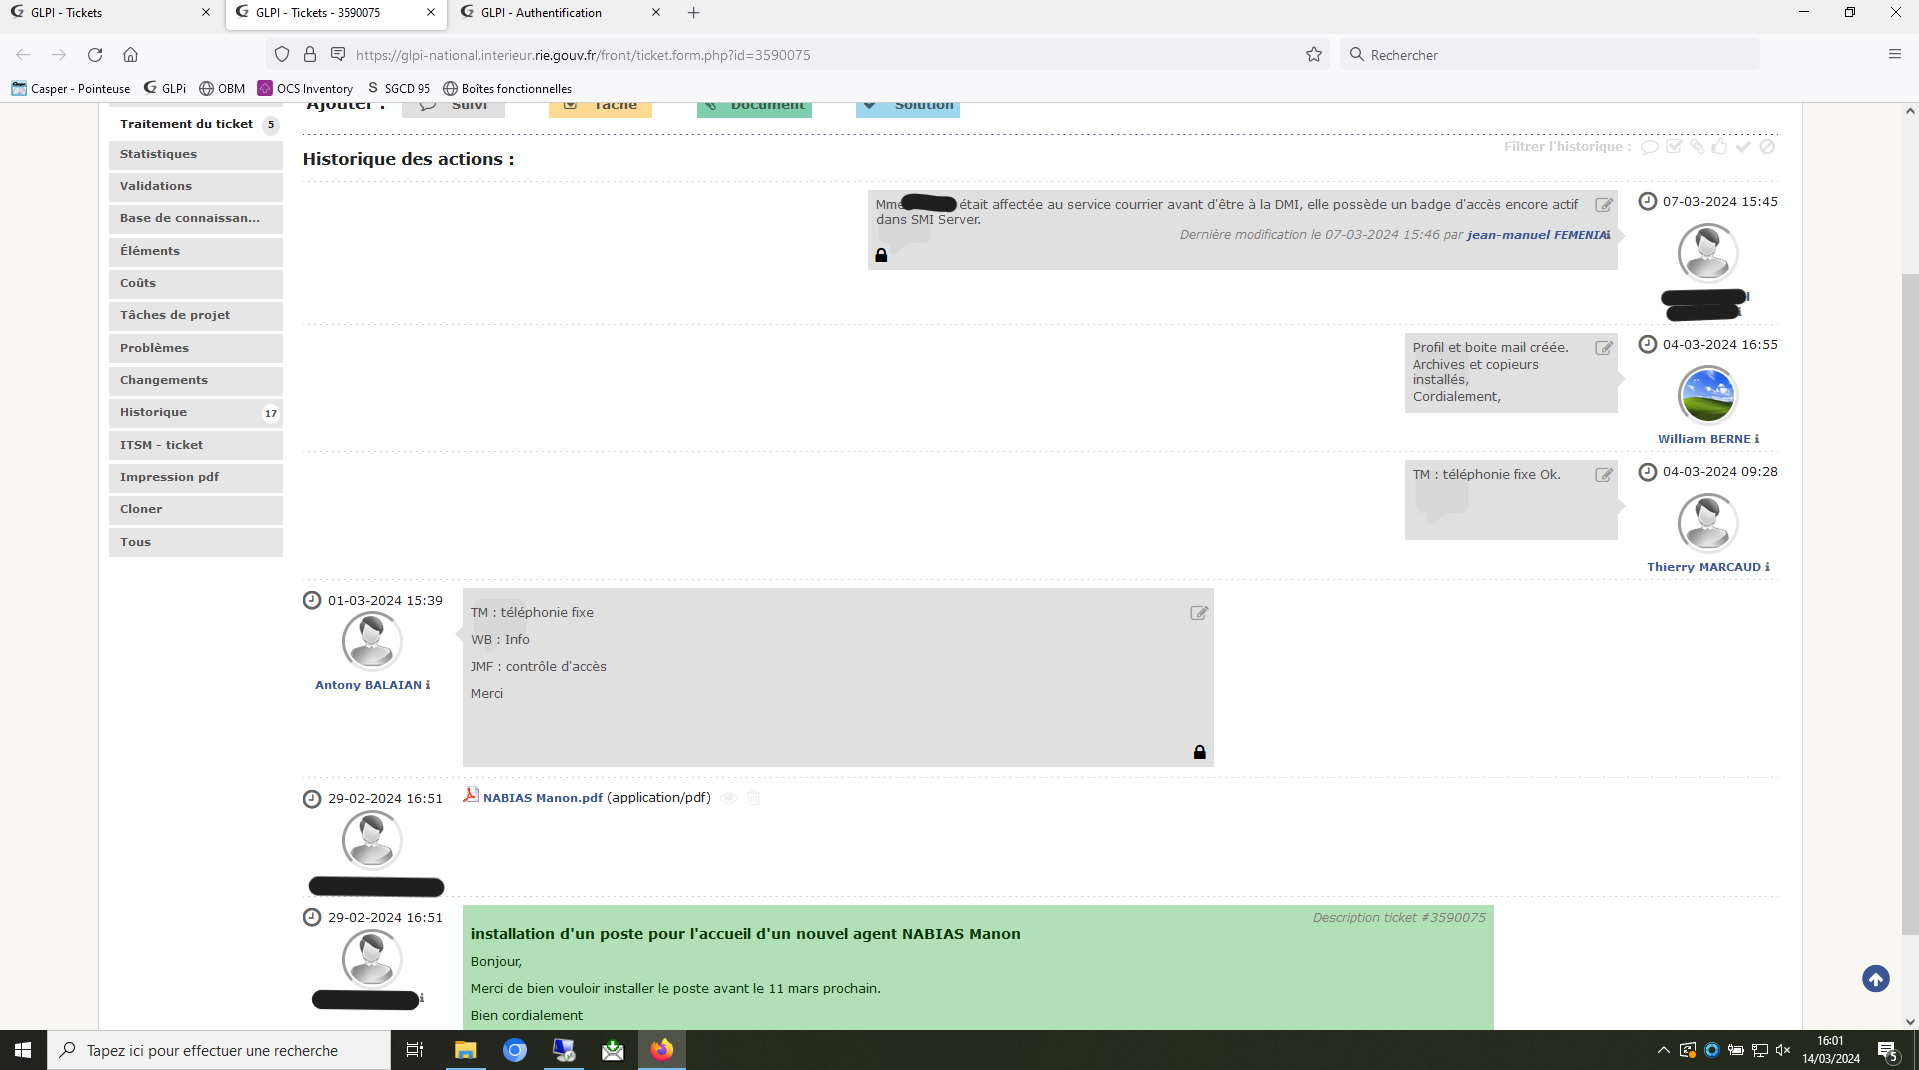 GLPI - Tickets
GLPI - Tickets - 3590075
GLPI - Authentification
https://glpi-national.interieur.rie.gouv.fr/front/ticket.form.php?id=3590075
Rechercher
Casper - Pointeuse
GLPi
OBM
OCS Inventory
SGCD 95
Boîtes fonctionnelles
Ajouter :
Suivi
Tâche
Document
Solution
Traitement du ticket 5
Statistiques
Validations
Base de connaissan...
Éléments
Coûts
Tâches de projet
Problèmes
Changements
Historique 17
ITSM - ticket
Impression pdf
Cloner
Tous
Historique des actions :
Filtrer l'historique :
Mme était affectée au service courrier avant d'être à la DMI, elle possède un badge d'accès encore actif
dans SMI Server.
Dernière modification le 07-03-2024 15:46 par jean-manuel FEMENIA
07-03-2024 15:45
Profil et boite mail créée.
Archives et copieurs
installés,
Cordialement,
04-03-2024 16:55
William BERNE
TM : téléphonie fixe Ok.
04-03-2024 09:28
Thierry MARCAUD
01-03-2024 15:39
Antony BALAIAN
TM : téléphonie fixe
WB : Info
JMF : contrôle d'accès
Merci
29-02-2024 16:51
NABIAS Manon.pdf (application/pdf)
29-02-2024 16:51
Description ticket #3590075
installation d'un poste pour l'accueil d'un nouvel agent NABIAS Manon
Bonjour,
Merci de bien vouloir installer le poste avant le 11 mars prochain.
Bien cordialement
Tapez ici pour effectuer une recherche
16:01
14/03/2024
5